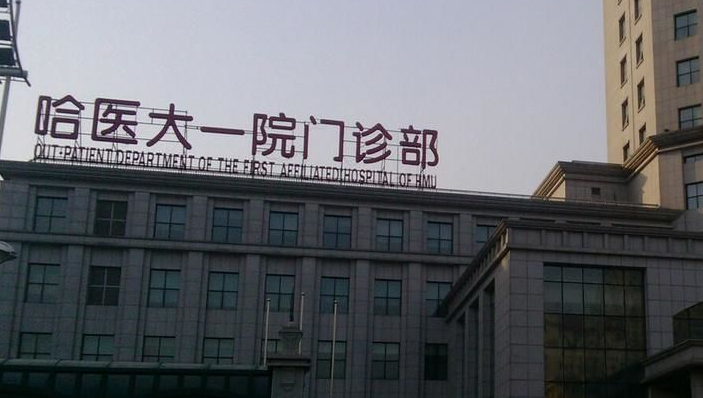 哈医大一院门诊部
OUT-PATIENT DEPARTMENT OF THE FIRST AFFILIATED HOSPITAL OF HMU